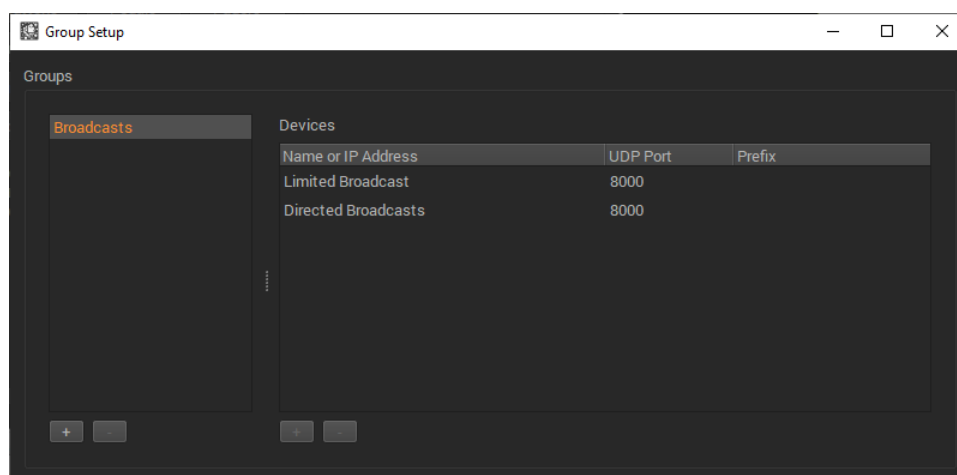 Group Setup
Groups
Broadcasts
Devices
Name or IP Address UDP Port Prefix
Limited Broadcast 8000
Directed Broadcasts 8000
+ - + -